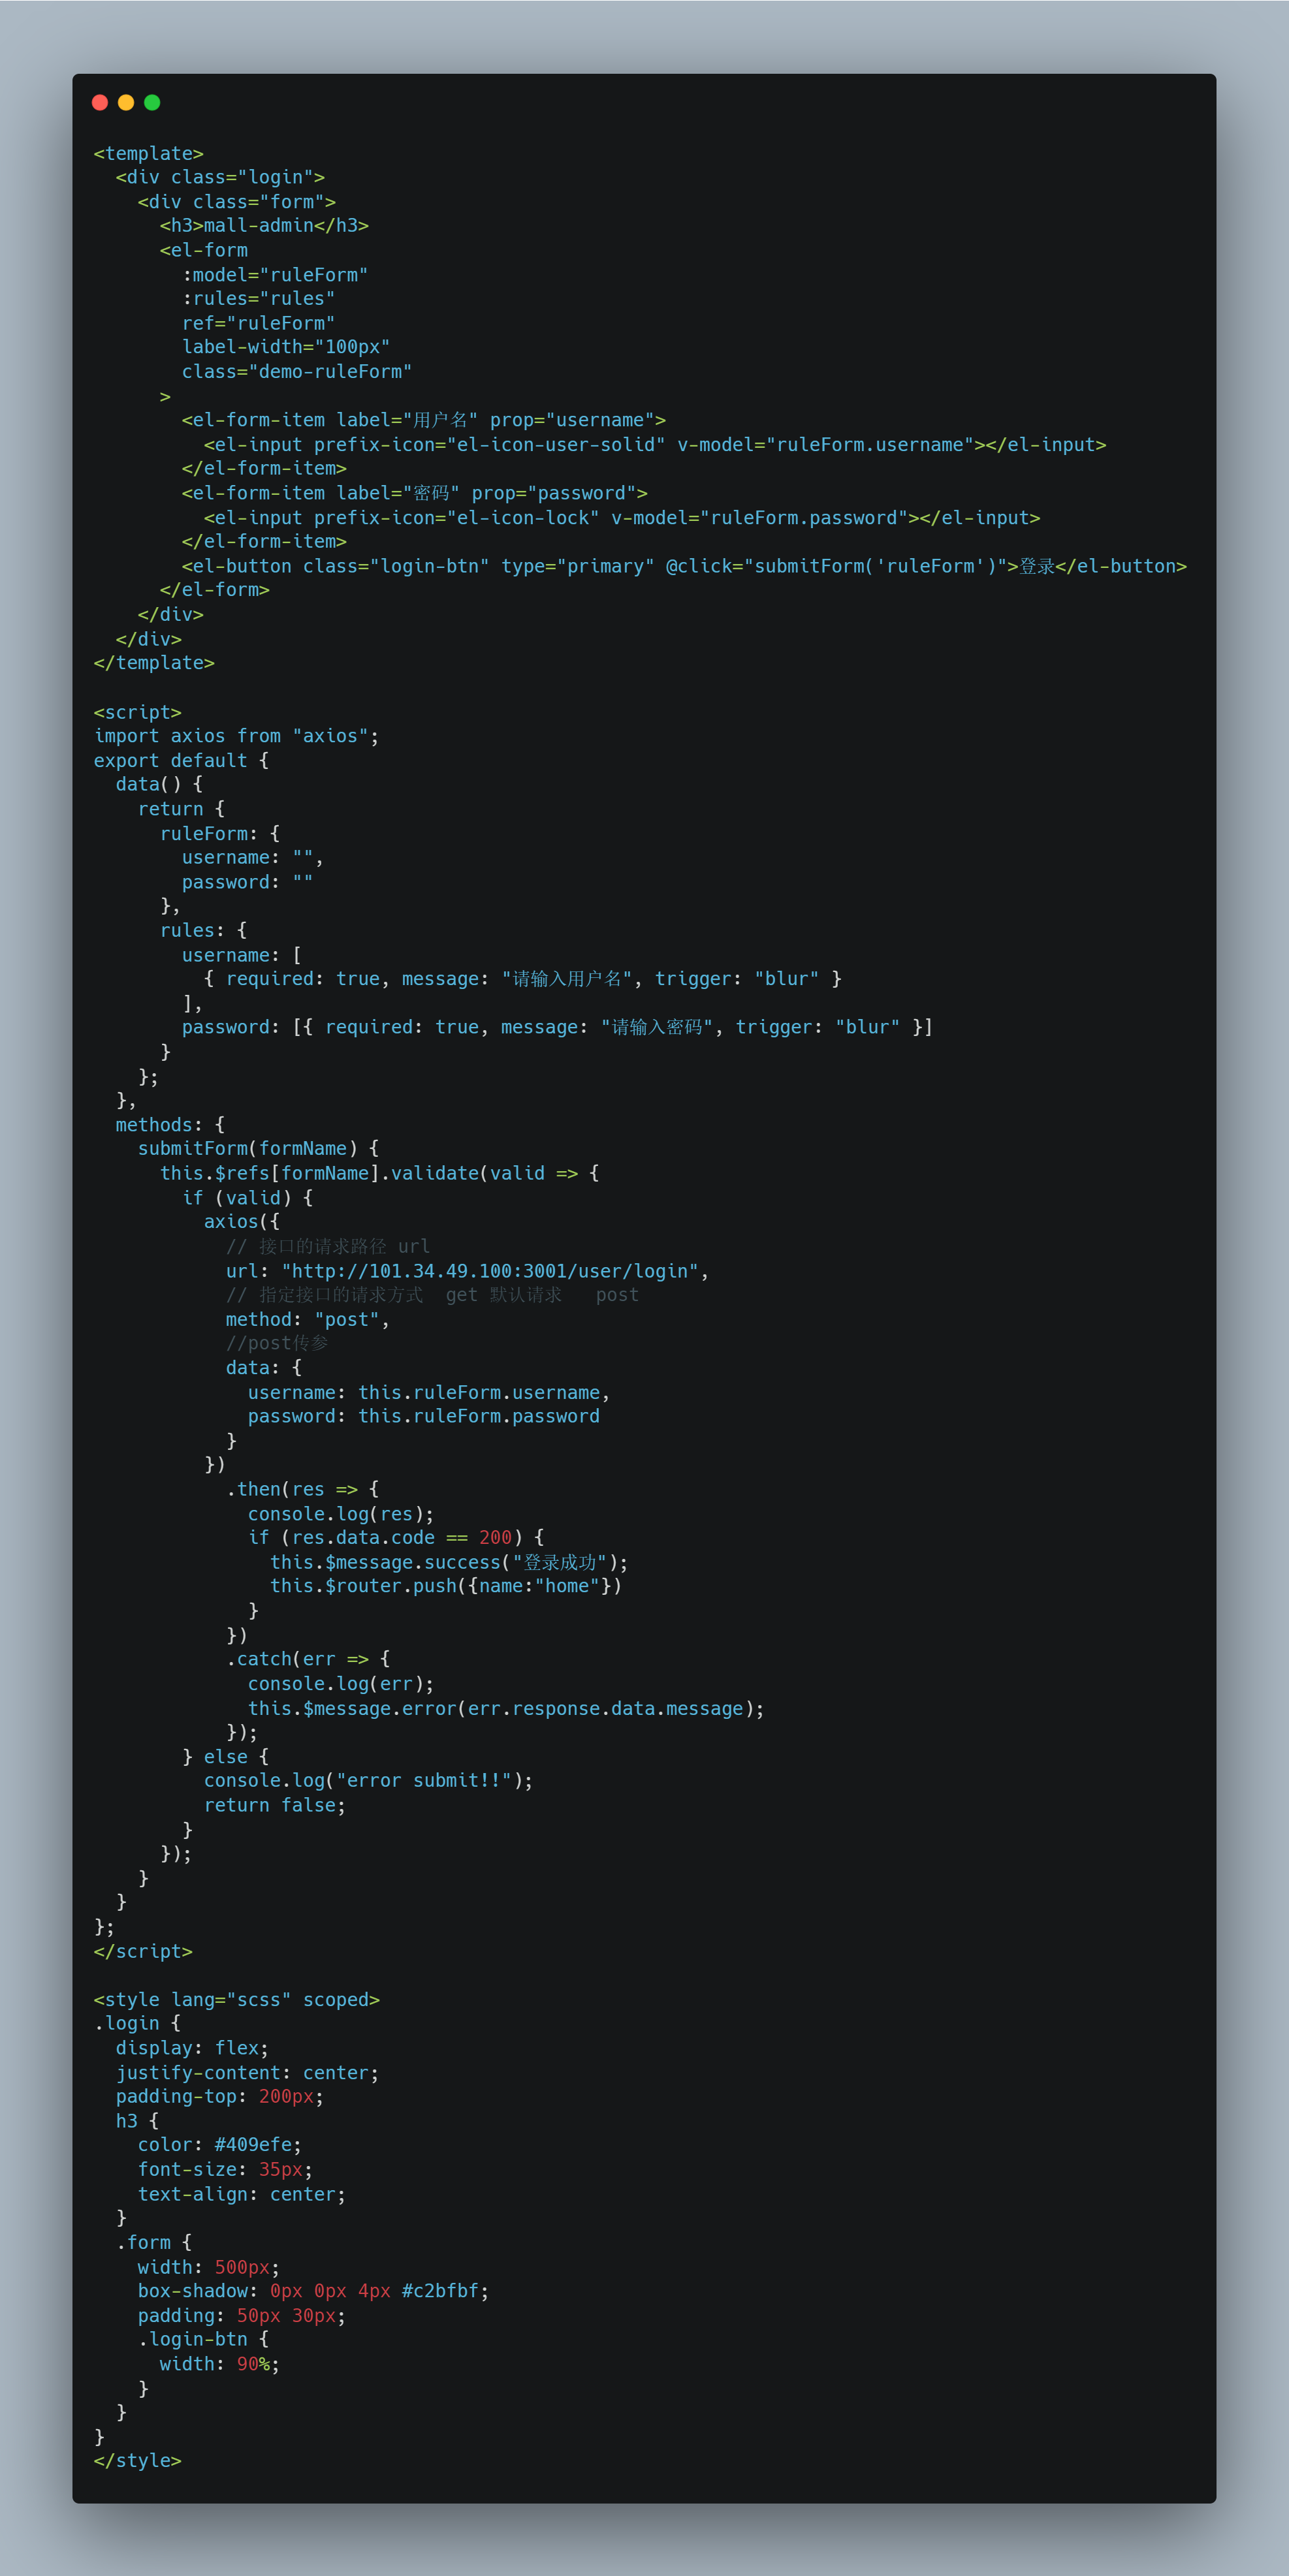 <template>
  <div class="login">
    <div class="form">
      <h3>mall-admin</h3>
      <el-form
        :model="ruleForm"
        :rules="rules"
        ref="ruleForm"
        label-width="100px"
        class="demo-ruleForm"
      >
        <el-form-item label="用户名" prop="username">
          <el-input prefix-icon="el-icon-user-solid" v-model="ruleForm.username"></el-input>
        </el-form-item>
        <el-form-item label="密码" prop="password">
          <el-input prefix-icon="el-icon-lock" v-model="ruleForm.password"></el-input>
        </el-form-item>
        <el-button class="login-btn" type="primary" @click="submitForm('ruleForm')">登录</el-button>
      </el-form>
    </div>
  </div>
</template>

<script>
import axios from "axios";
export default {
  data() {
    return {
      ruleForm: {
        username: "",
        password: ""
      },
      rules: {
        username: [
          { required: true, message: "请输入用户名", trigger: "blur" }
        ],
        password: [{ required: true, message: "请输入密码", trigger: "blur" }]
      }
    };
  },
  methods: {
    submitForm(formName) {
      this.$refs[formName].validate(valid => {
        if (valid) {
          axios({
            // 接口的请求路径 url
            url: "http://101.34.49.100:3001/user/login",
            // 指定接口的请求方式  get 默认请求   post
            method: "post",
            //post传参
            data: {
              username: this.ruleForm.username,
              password: this.ruleForm.password
            }
          })
            .then(res => {
              console.log(res);
              if (res.data.code == 200) {
                this.$message.success("登录成功");
                this.$router.push({name:"home"})
              }
            })
            .catch(err => {
              console.log(err);
              this.$message.error(err.response.data.message);
            });
        } else {
          console.log("error submit!!");
          return false;
        }
      });
    }
  }
};
</script>

<style lang="scss" scoped>
.login {
  display: flex;
  justify-content: center;
  padding-top: 200px;
  h3 {
    color: #409efe;
    font-size: 35px;
    text-align: center;
  }
  .form {
    width: 500px;
    box-shadow: 0px 0px 4px #c2bfbf;
    padding: 50px 30px;
    .login-btn {
      width: 90%;
    }
  }
}
</style>